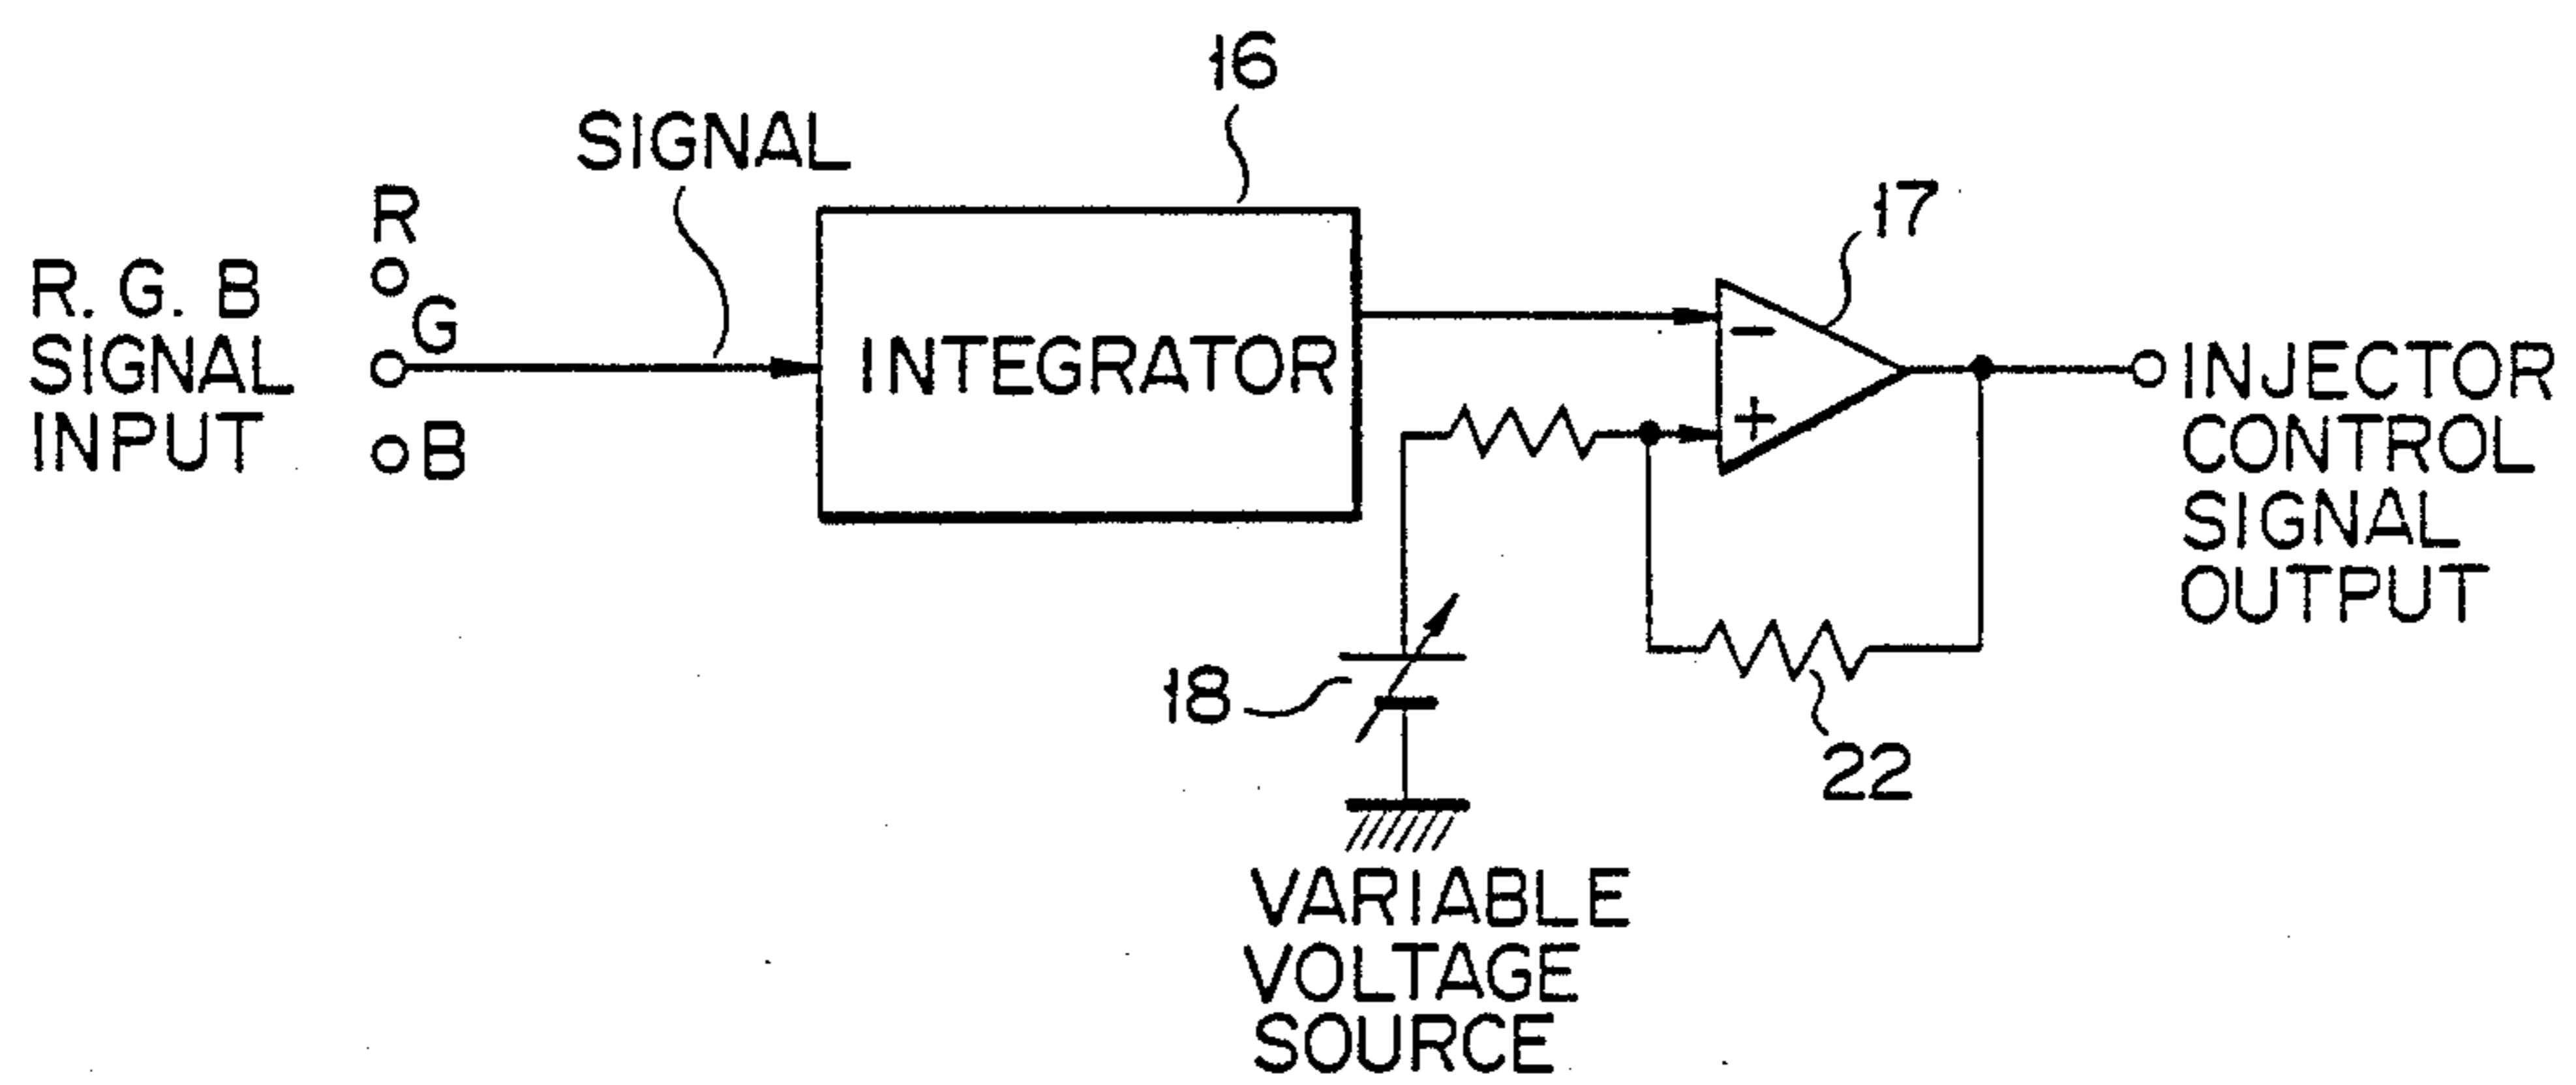 16
SIGNAL
R
17
R. G. B
SIGNAL
INPUT
G
B
INTEGRATOR
−
+
INJECTOR
CONTROL
SIGNAL
OUTPUT
18
22
VARIABLE
VOLTAGE
SOURCE